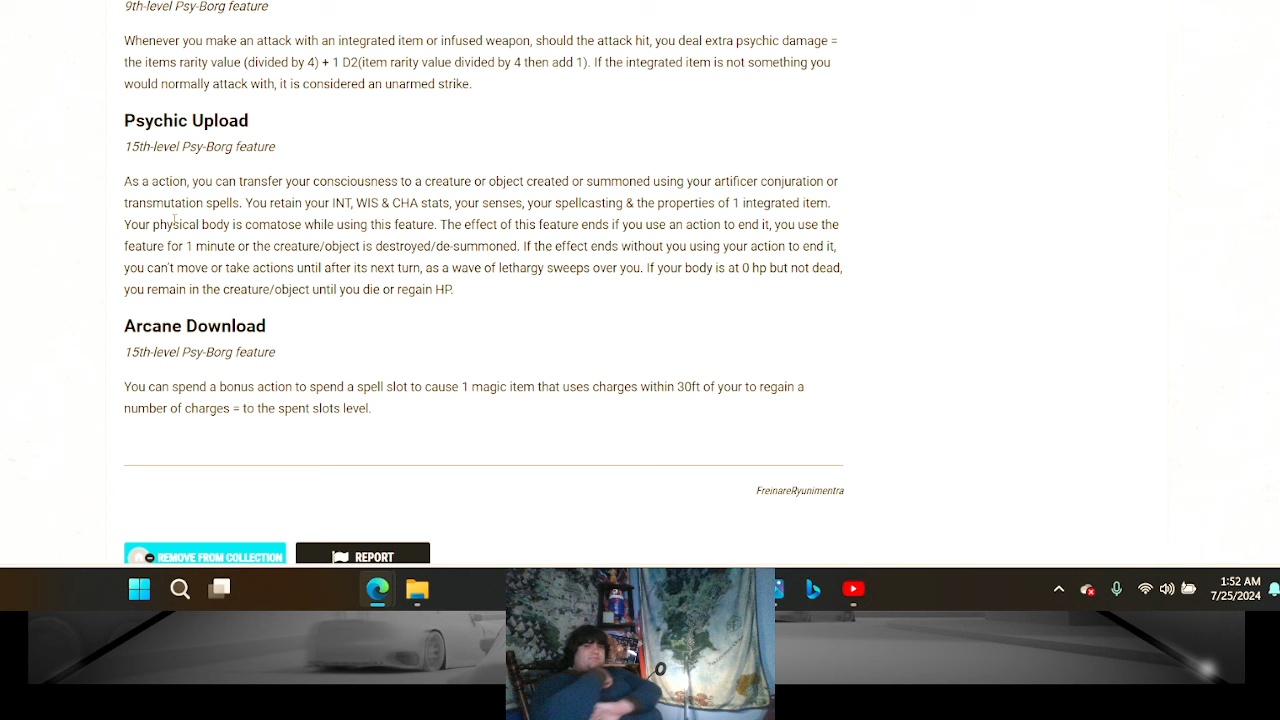 9th-level Psy-Borg feature
Whenever you make an attack with an integrated item or infused weapon, should the attack hit, you deal extra psychic damage =
the items rarity value (divided by 4) + 1 D2(item rarity value divided by 4 then add 1). If the integrated item is not something you
would normally attack with, it is considered an unarmed strike.
Psychic Upload
15th-level Psy-Borg feature
As a action, you can transfer your consciousness to a creature or object created or summoned using your artificer conjuration or
transmutation spells. You retain your INT, WIS & CHA stats, your senses, your spellcasting & the properties of 1 integrated item.
Your physical body is comatose while using this feature. The effect of this feature ends if you use an action to end it, you use the
feature for 1 minute or the creature/object is destroyed/de-summoned. If the effect ends without you using your action to end it,
you can't move or take actions until after its next turn, as a wave of lethargy sweeps over you. If your body is at 0 hp but not dead,
you remain in the creature/object until you die or regain HP.
Arcane Download
15th-level Psy-Borg feature
You can spend a bonus action to spend a spell slot to cause 1 magic item that uses charges within 30ft of your to regain a
number of charges = to the spent slots level.
FreinareRyunimentra
REMOVE FROM COLLECTION
REPORT
1:52 AM
7/25/2024